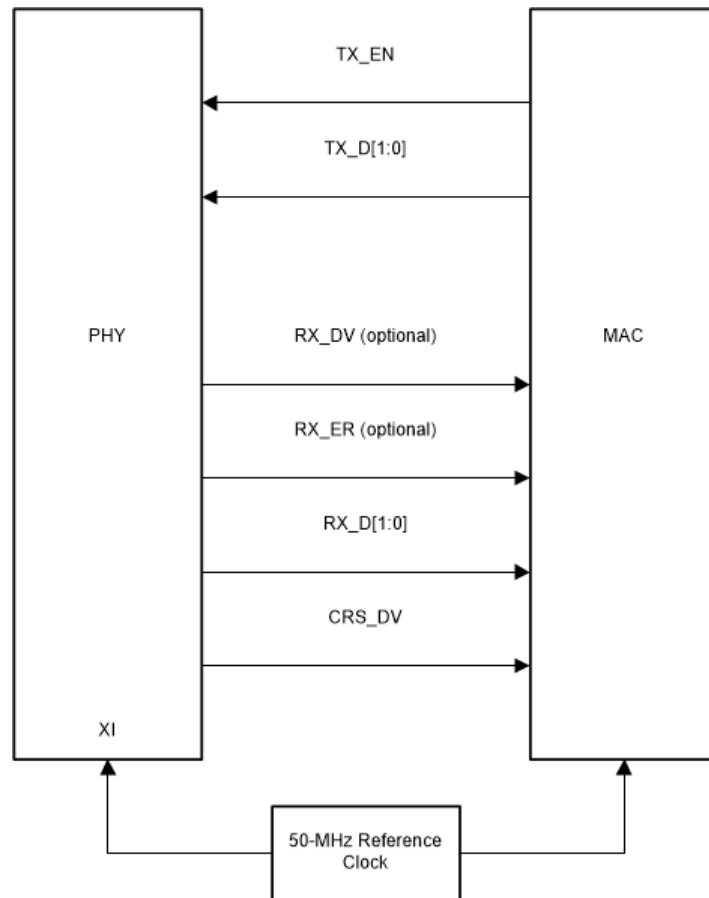 TX_EN
TX_D[1:0]
PHY
RX_DV (optional)
MAC
RX_ER (optional)
RX_D[1:0]
CRS_DV
XI
50-MHz Reference
Clock